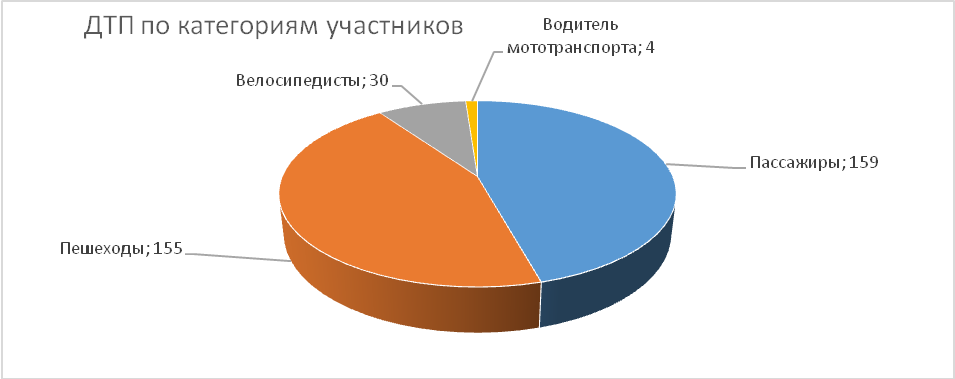 ДТП по категориям участников
Водитель
мототранспорта; 4
Велосипедисты; 30
Пассажиры; 159
Пешеходы; 155